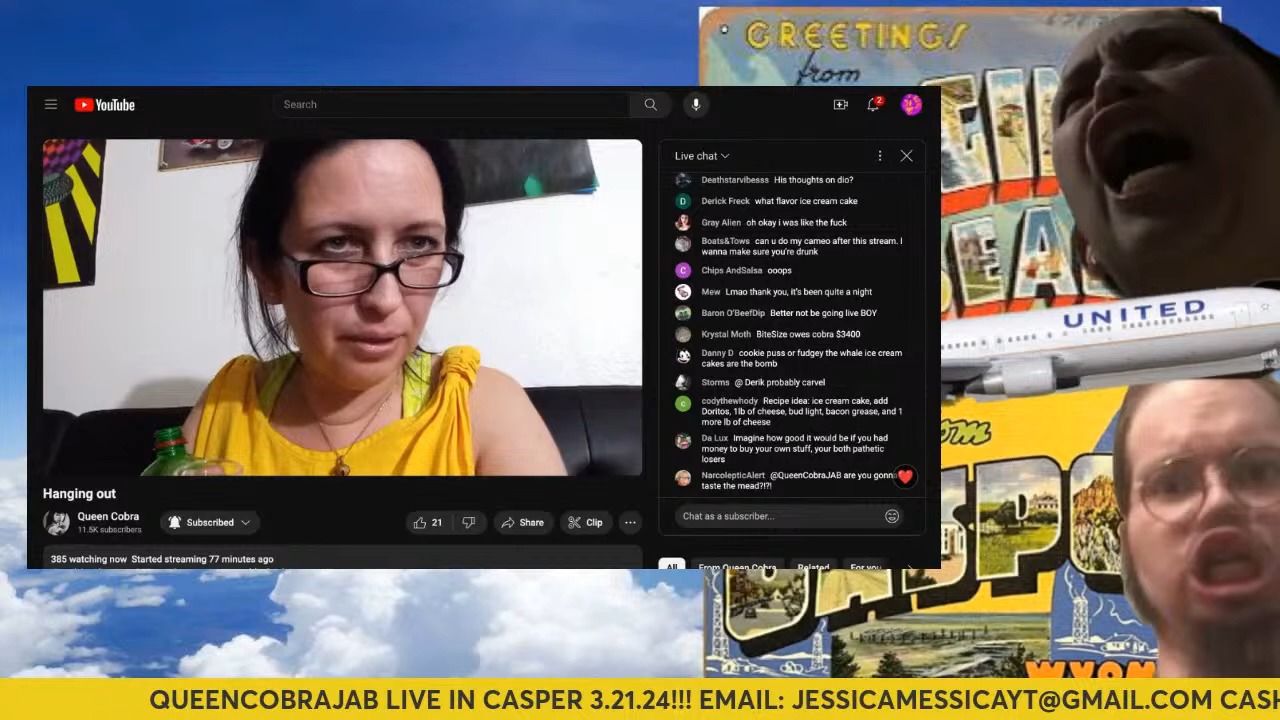 GREETINGS
from
YouTube
Search
2
UNITED
Live chat
Deathstarvibesss His thoughts on dio?
D Derick Freck what flavor ice cream cake
Gray Alien oh okay i was like the fuck
Boats&Tows can u do my cameo after this stream. I
wanna make sure you're drunk
C Chips AndSalsa ooops
Mew Lmao thank you, it's been quite a night
Baron O'BeefDip Better not be going live BOY
Krystal Moth BiteSize owes cobra $3400
Danny D cookie puss or fudgey the whale ice cream
cakes are the bomb
Storms @ Derik probably carvel
c codythewhody Recipe idea: ice cream cake, add
Doritos, 1lb of cheese, bud light, bacon grease, and 1
more lb of cheese
Da Lux Imagine how good it would be if you had
money to buy your own stuff, your both pathetic
losers
NarcolepticAlert @QueenCobraJAB are you gonna
taste the mead?!?!
Chat as a subscriber...
Hanging out
Queen Cobra
11.5K subscribers
Subscribed
21
Share
Clip
385 watching now Started streaming 77 minutes ago
All From Queen Cobra Related For you
QUEENCOBRAJAB LIVE IN CASPER 3.21.24!!! EMAIL: JESSICAMESSICAYT@GMAIL.COM CASH